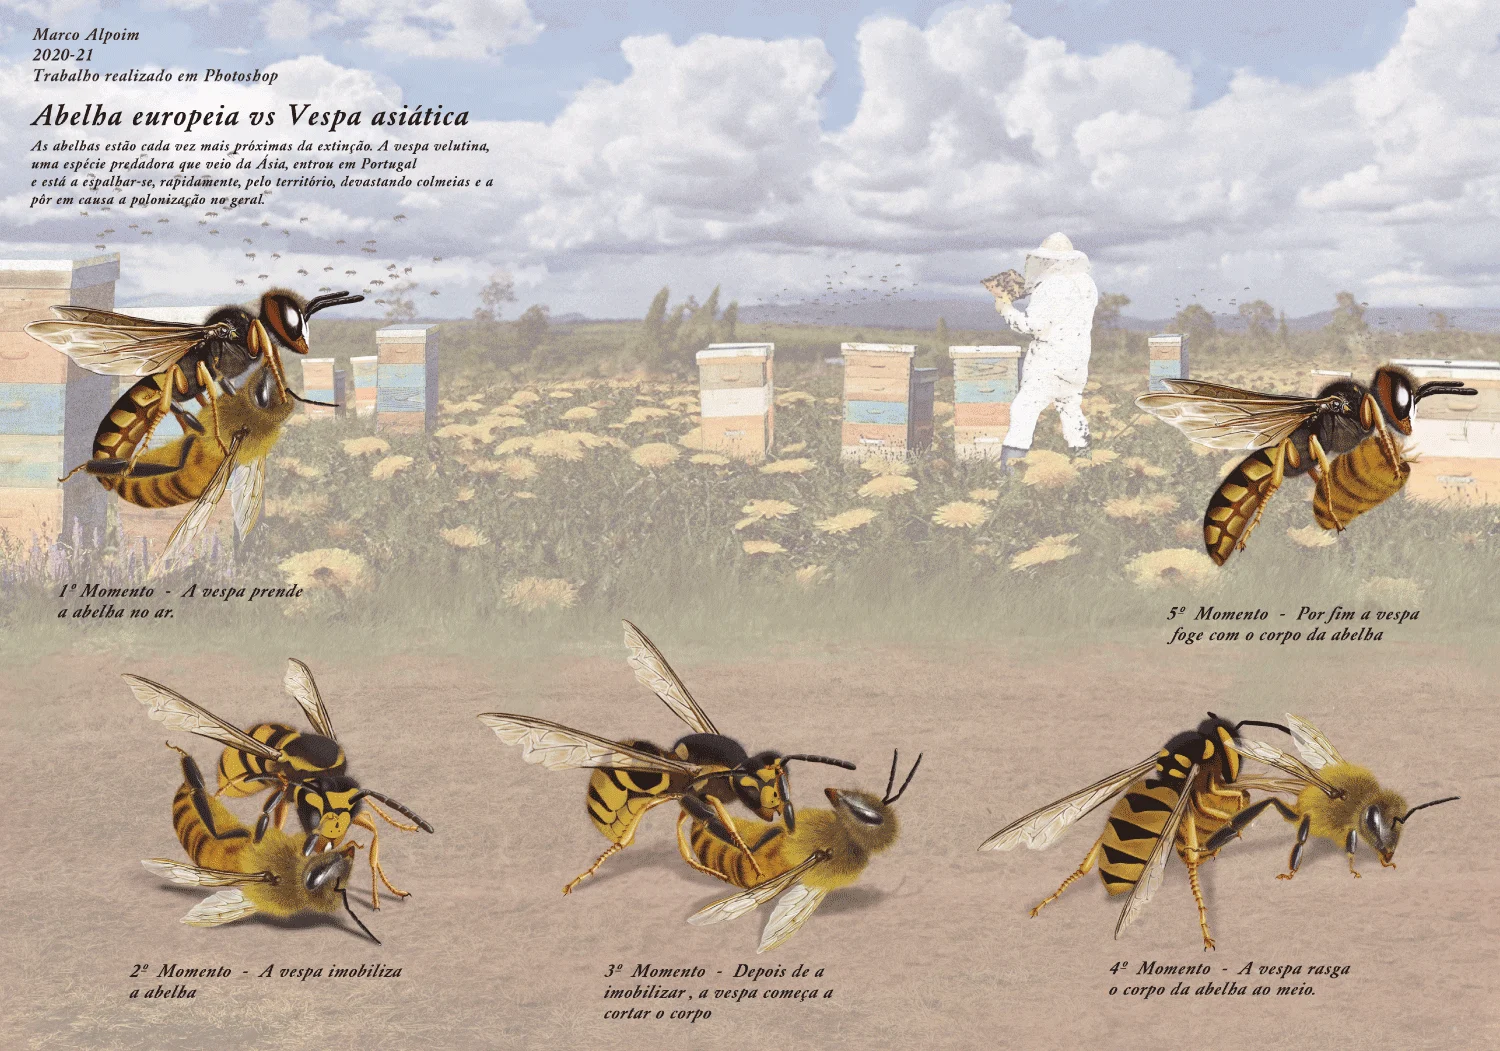 Marco Alpoim
2020-21
Trabalho realizado em Photoshop
Abelha europeia vs Vespa asiática
As abelhas estão cada vez mais próximas da extinção. A vespa velutina,
uma espécie predadora que veio da Ásia, entrou em Portugal
e está a espalhar-se, rapidamente, pelo território, devastando colmeias e a
pôr em causa a polonização no geral.
1º Momento - A vespa prende
a abelha no ar.
5º Momento - Por fim a vespa
foge com o corpo da abelha
2º Momento - A vespa imobiliza
a abelha
3º Momento - Depois de a
imobilizar , a vespa começa a
cortar o corpo
4º Momento - A vespa rasga
o corpo da abelha ao meio.